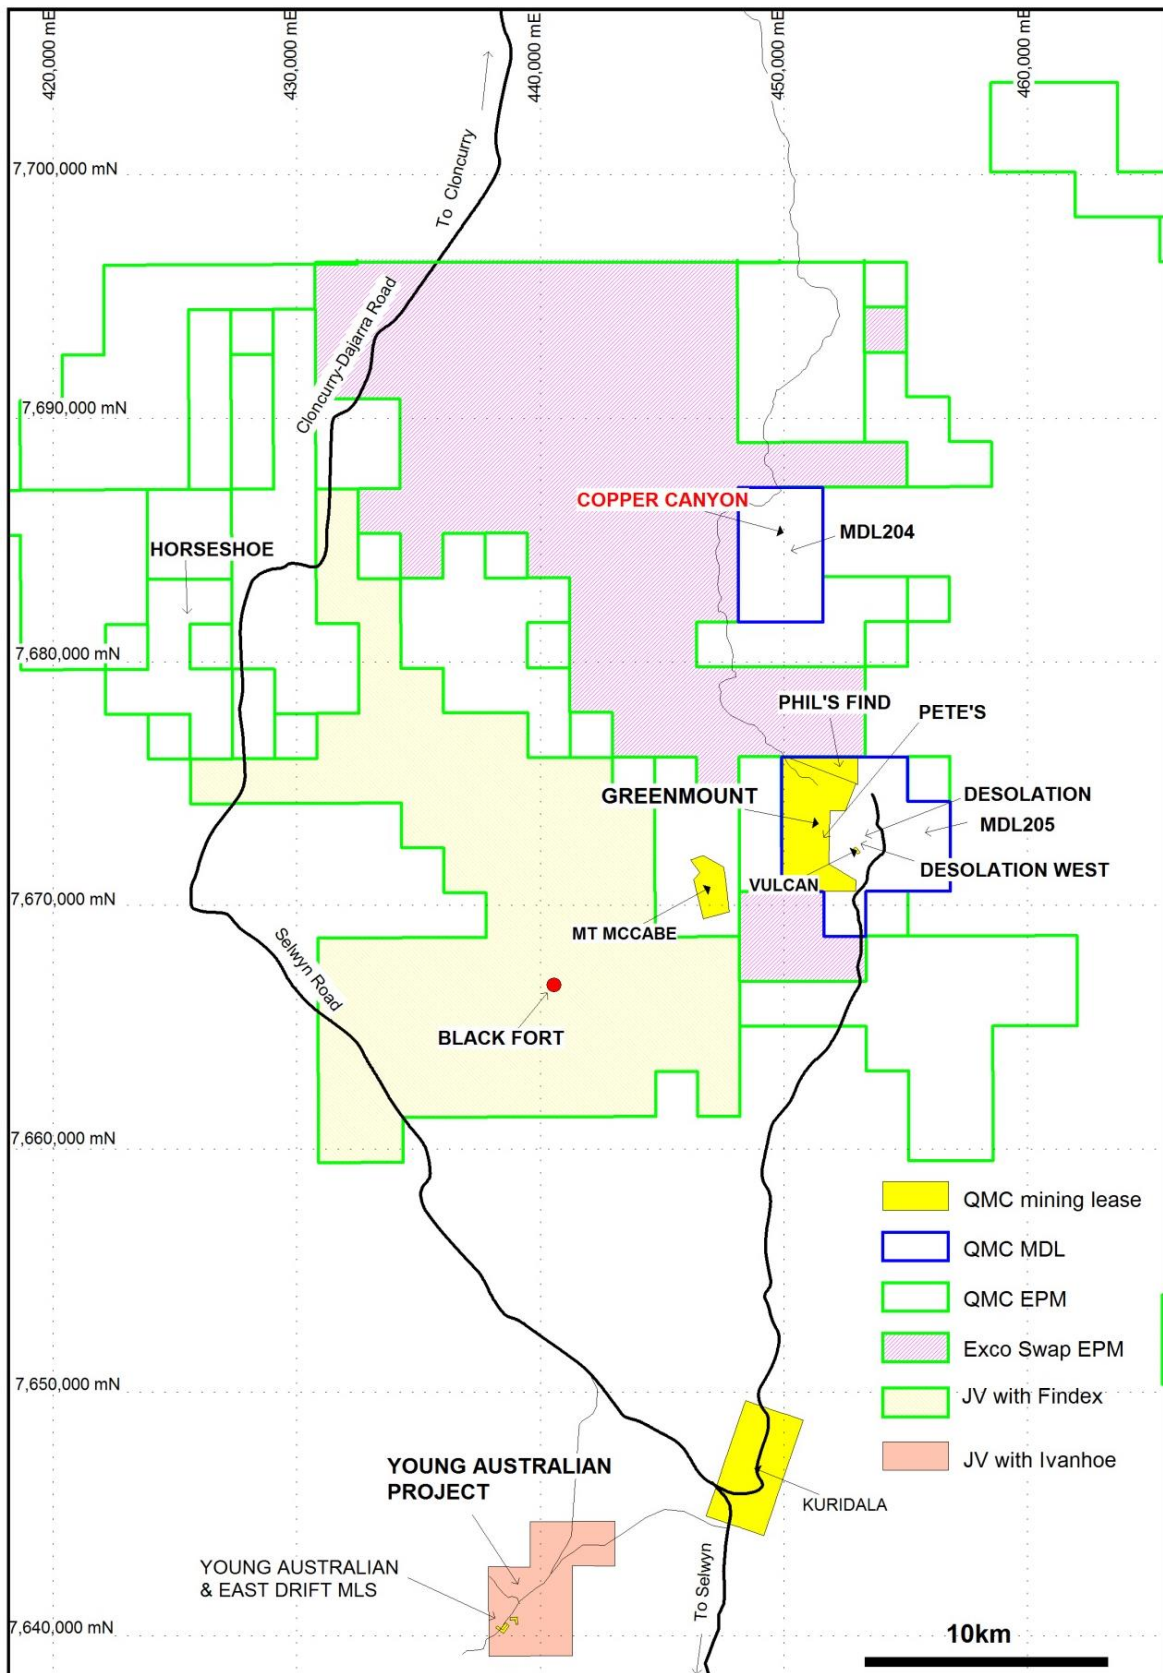 420,000 mE
430,000 mE
440,000 mE
450,000 mE
460,000 mE
7,700,000 mN
To Cloncurry
Cloncurry-Dajarra Road
7,690,000 mN
COPPER CANYON
MDL204
HORSESHOE
7,680,000 mN
PHIL'S FIND
PETE'S
GREENMOUNT
DESOLATION
MDL205
DESOLATION WEST
VULCAN
7,670,000 mN
MT MCCABE
Selwyn Road
BLACK FORT
7,660,000 mN
QMC mining lease
QMC MDL
QMC EPM
Exco Swap EPM
JV with Findex
JV with Ivanhoe
7,650,000 mN
YOUNG AUSTRALIAN
PROJECT
KURIDALA
YOUNG AUSTRALIAN
& EAST DRIFT MLS
To Selwyn
7,640,000 mN
10km